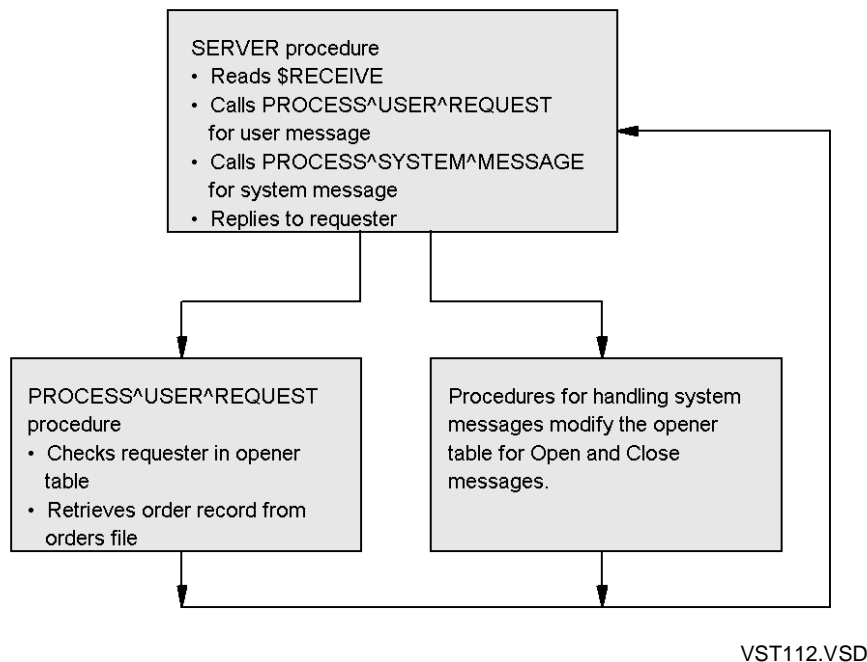 SERVER procedure
• Reads $RECEIVE
• Calls PROCESS^USER^REQUEST
for user message
• Calls PROCESS^SYSTEM^MESSAGE
for system message
• Replies to requester
PROCESS^USER^REQUEST
procedure
• Checks requester in opener
table
• Retrieves order record from
orders file
Procedures for handling system
messages modify the opener
table for Open and Close
messages.
VST112.VSD